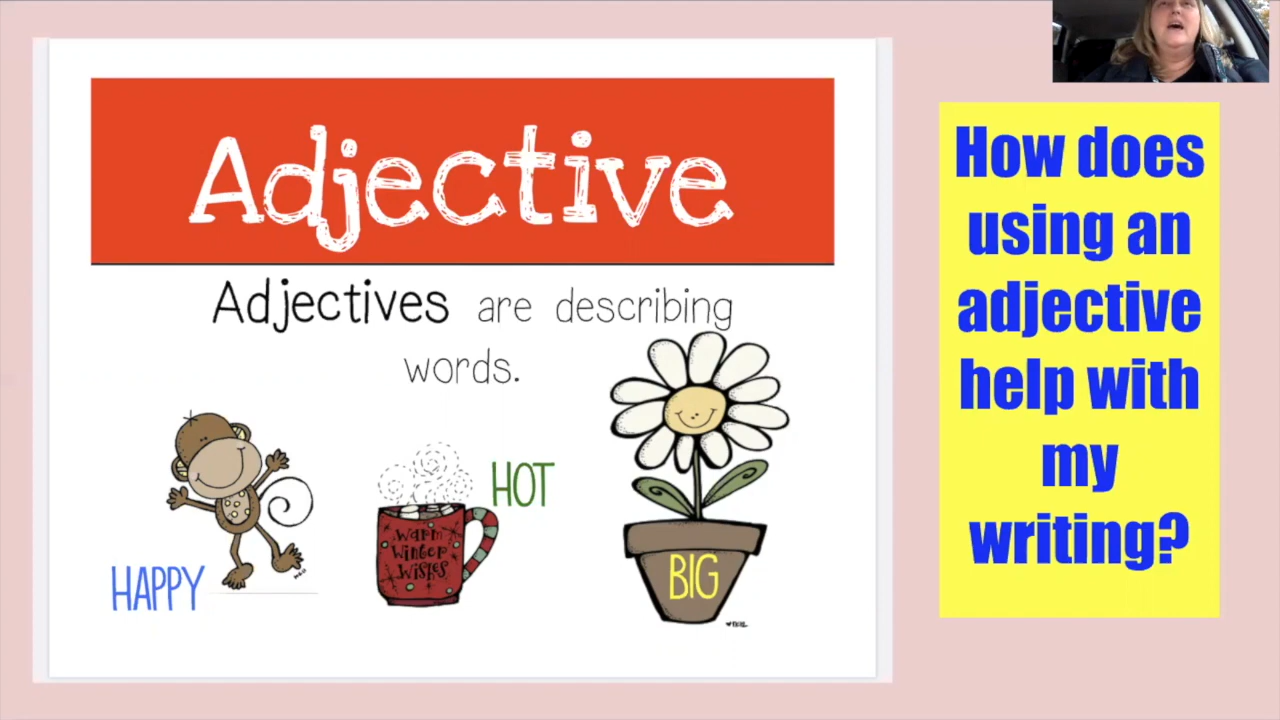 Adjective
Adjectives are describing
words.
HAPPY
HOT
warm
winter
wishes
BIG
How does
using an
adjective
help with
my
writing?